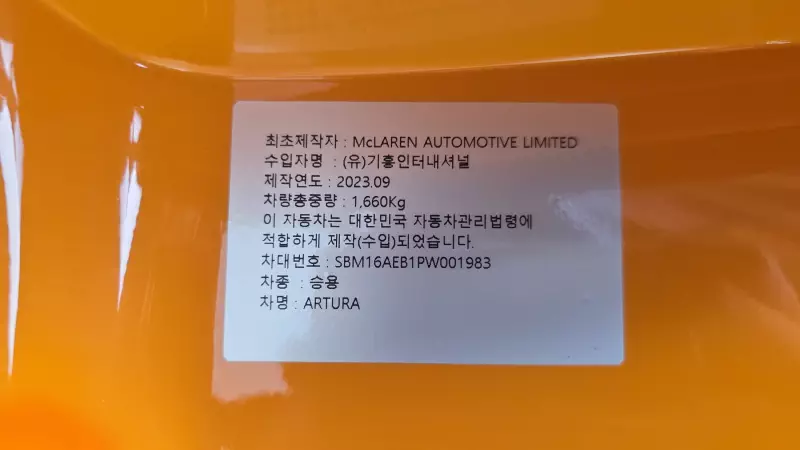 최초제작자 : McLAREN AUTOMOTIVE LIMITED
수입자명 : (유)기흥인터내셔널
제작연도 : 2023.09
차량총중량 : 1,660Kg
이 자동차는 대한민국 자동차관리법령에
적합하게 제작(수입)되었습니다.
차대번호 : SBM16AEB1PW001983
차종 : 승용
차명 : ARTURA